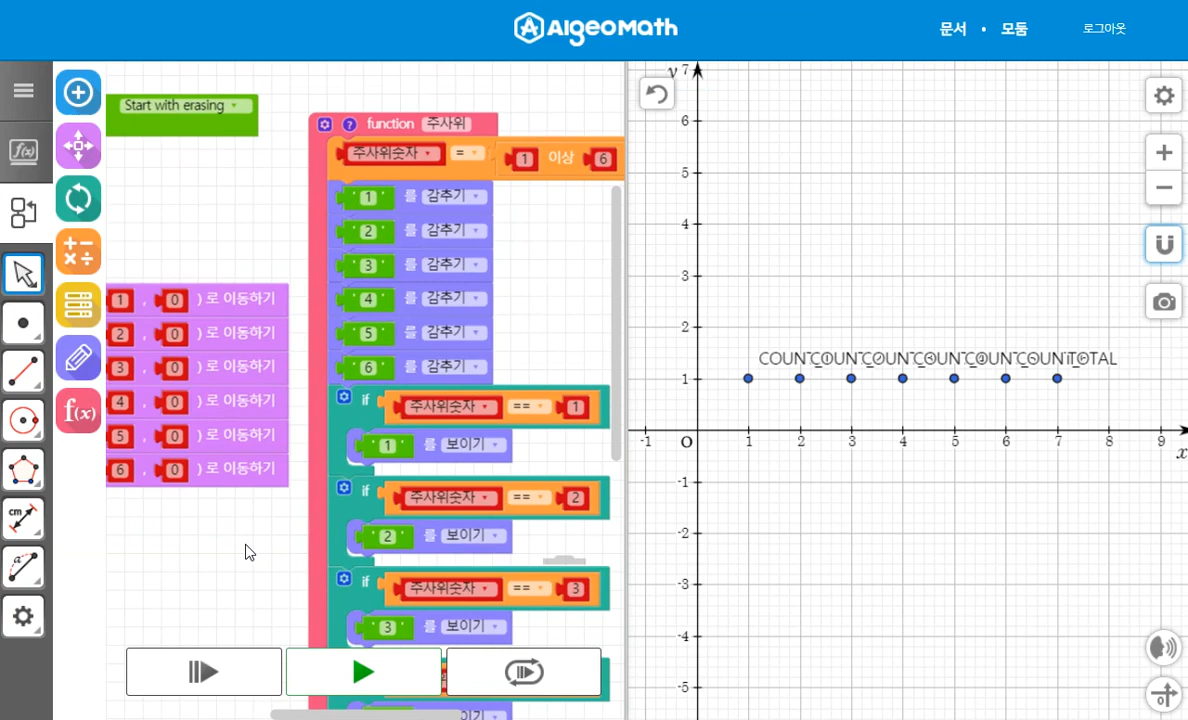 AlgeoMath
문서 • 모둠
로그아웃
Start with erasing
function 주사위
주사위숫자 = 1 이상 6
' 1 ' 를 감추기
' 2 ' 를 감추기
' 3 ' 를 감추기
' 4 ' 를 감추기
' 5 ' 를 감추기
' 6 ' 를 감추기
1 , 0 ) 로 이동하기
2 , 0 ) 로 이동하기
3 , 0 ) 로 이동하기
4 , 0 ) 로 이동하기
5 , 0 ) 로 이동하기
6 , 0 ) 로 이동하기
if 주사위숫자 == 1
' 1 ' 를 보이기
if 주사위숫자 == 2
' 2 ' 를 보이기
if 주사위숫자 == 3
' 3 ' 를 보이기
f(x)
f(x)
cm
y
7
6
5
4
3
2
1
-1 O 1 2 3 4 5 6 7 8 9
x
-1
-2
-3
-4
-5
TOTAL